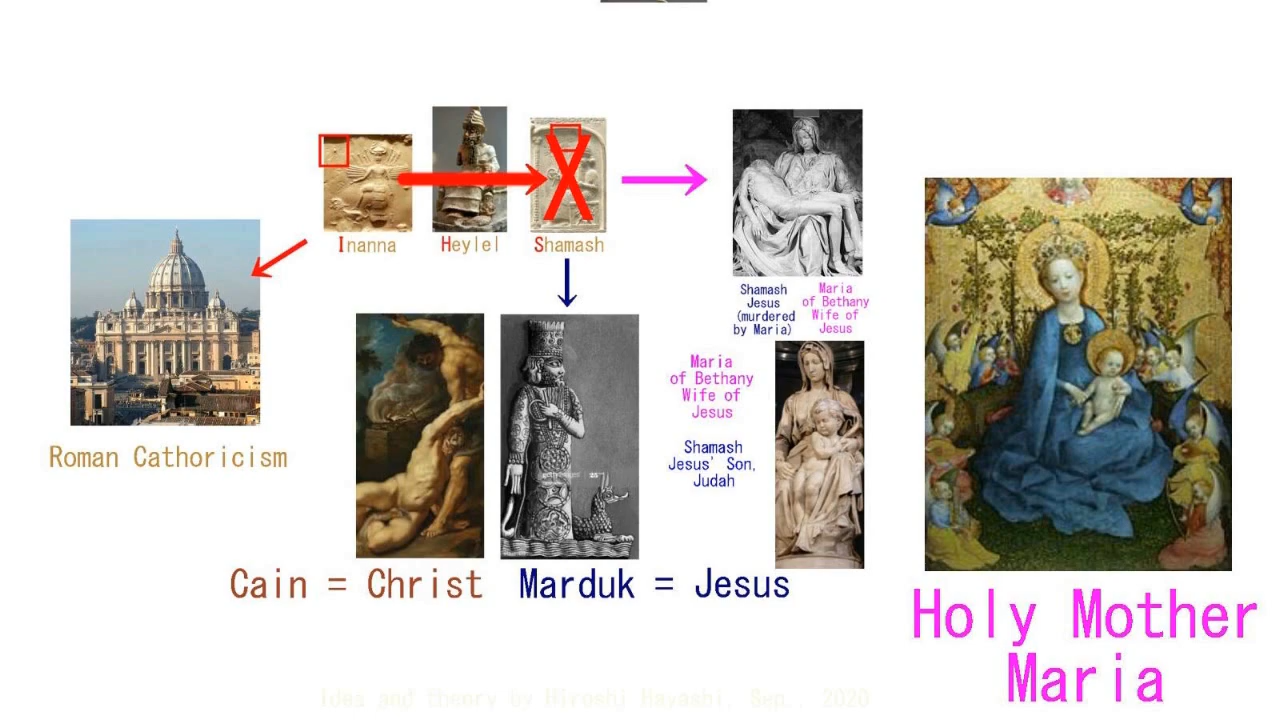 Inanna
Heylel
Shamash
Shamash
Jesus
(murdered
by Maria)
Maria
of Bethany
Wife of
Jesus
Maria
of Bethany
Wife of
Jesus
Shamash
Jesus' Son,
Judah
Roman Cathoricism
Cain = Christ
Marduk = Jesus
Holy Mother
Maria
Idea and theory by Hiroshi Hayashi, Sep., 2020